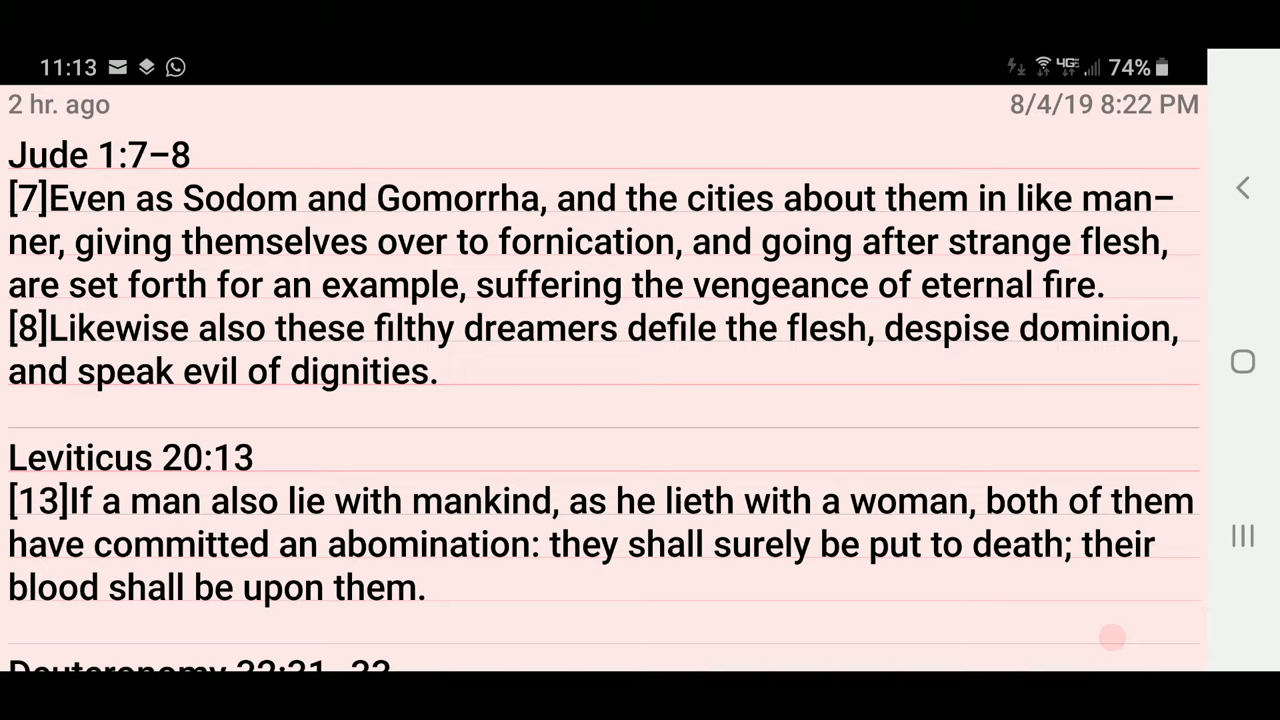 11:13 4G 74%
2 hr. ago 8/4/19 8:22 PM
Jude 1:7–8
[7]Even as Sodom and Gomorrha, and the cities about them in like man–
ner, giving themselves over to fornication, and going after strange flesh,
are set forth for an example, suffering the vengeance of eternal fire.
[8]Likewise also these filthy dreamers defile the flesh, despise dominion,
and speak evil of dignities.
Leviticus 20:13
[13]If a man also lie with mankind, as he lieth with a woman, both of them
have committed an abomination: they shall surely be put to death; their
blood shall be upon them.
Deuteronomy 32:31–33